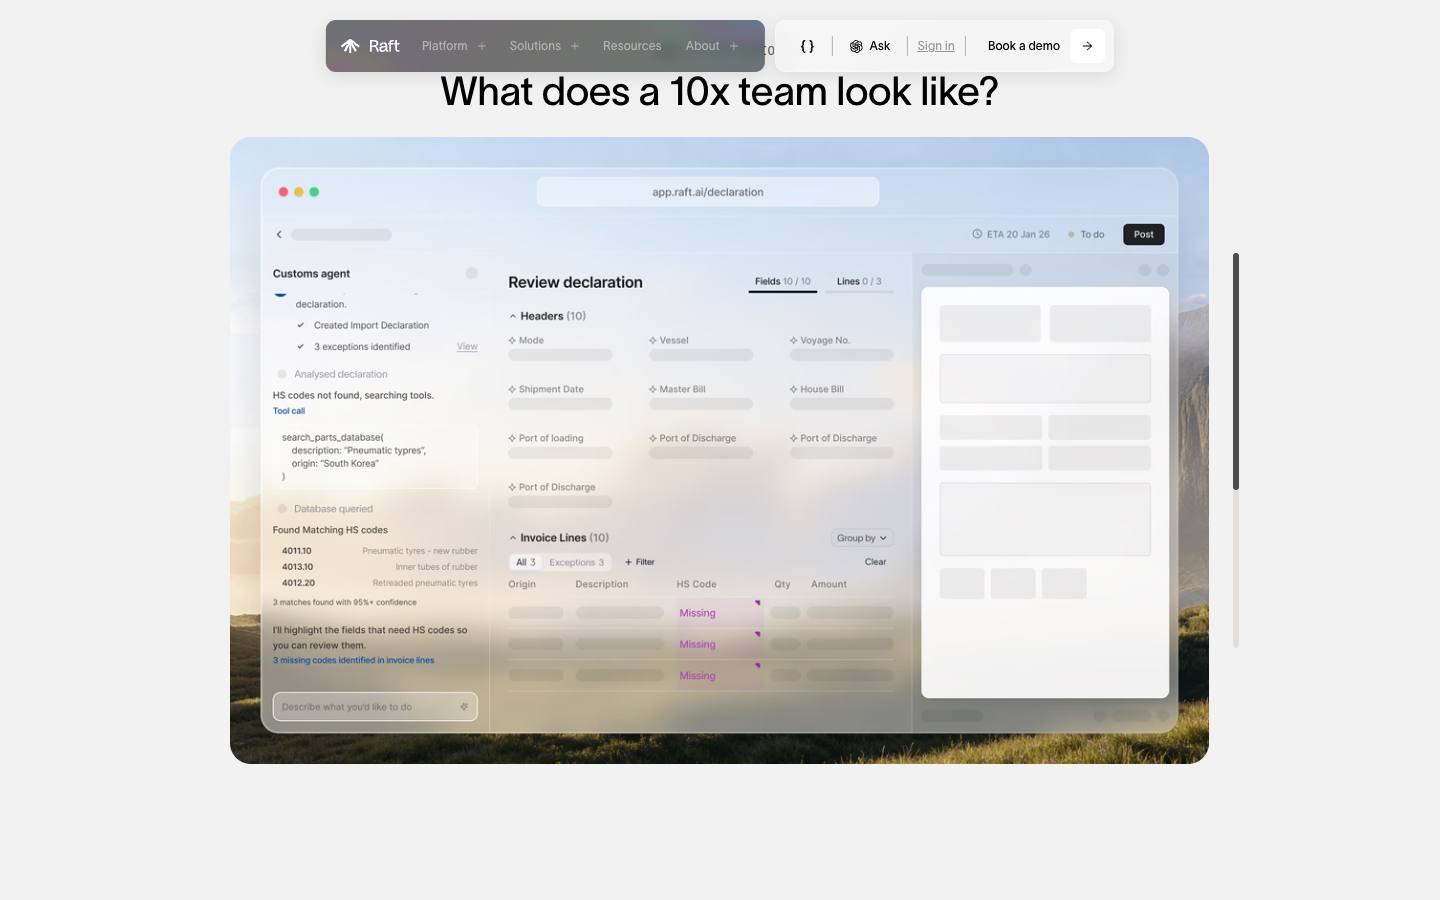 Raft
Platform
Solutions
Resources
About
{ }
Ask
Sign in
Book a demo
What does a 10x team look like?
app.raft.ai/declaration
ETA 20 Jan 26
To do
Post
Customs agent
declaration.
Created Import Declaration
3 exceptions identified
View
Analysed declaration
HS codes not found, searching tools.
Tool call
search_parts_database(
description: "Pneumatic typres",
origin: "South Korea"
)
Database queried
Found Matching HS codes
4011.10 Pneumatic tyres - new rubber
4013.10 Inner tubes of rubber
4012.20 Retreaded pneumatic tyres
3 matches found with 95%+ confidence
I'll highlight the fields that need HS codes so
you can review them.
3 missing codes identified in invoice lines
Describe what you'd like to do
Review declaration
Fields 10 / 10
Lines 0 / 3
Headers (10)
Mode
Vessel
Voyage No.
Shipment Date
Master Bill
House Bill
Port of loading
Port of Discharge
Port of Discharge
Port of Discharge
Invoice Lines (10)
Group by
All 3
Exceptions 3
+ Filter
Clear
Origin
Description
HS Code
Qty
Amount
Missing
Missing
Missing